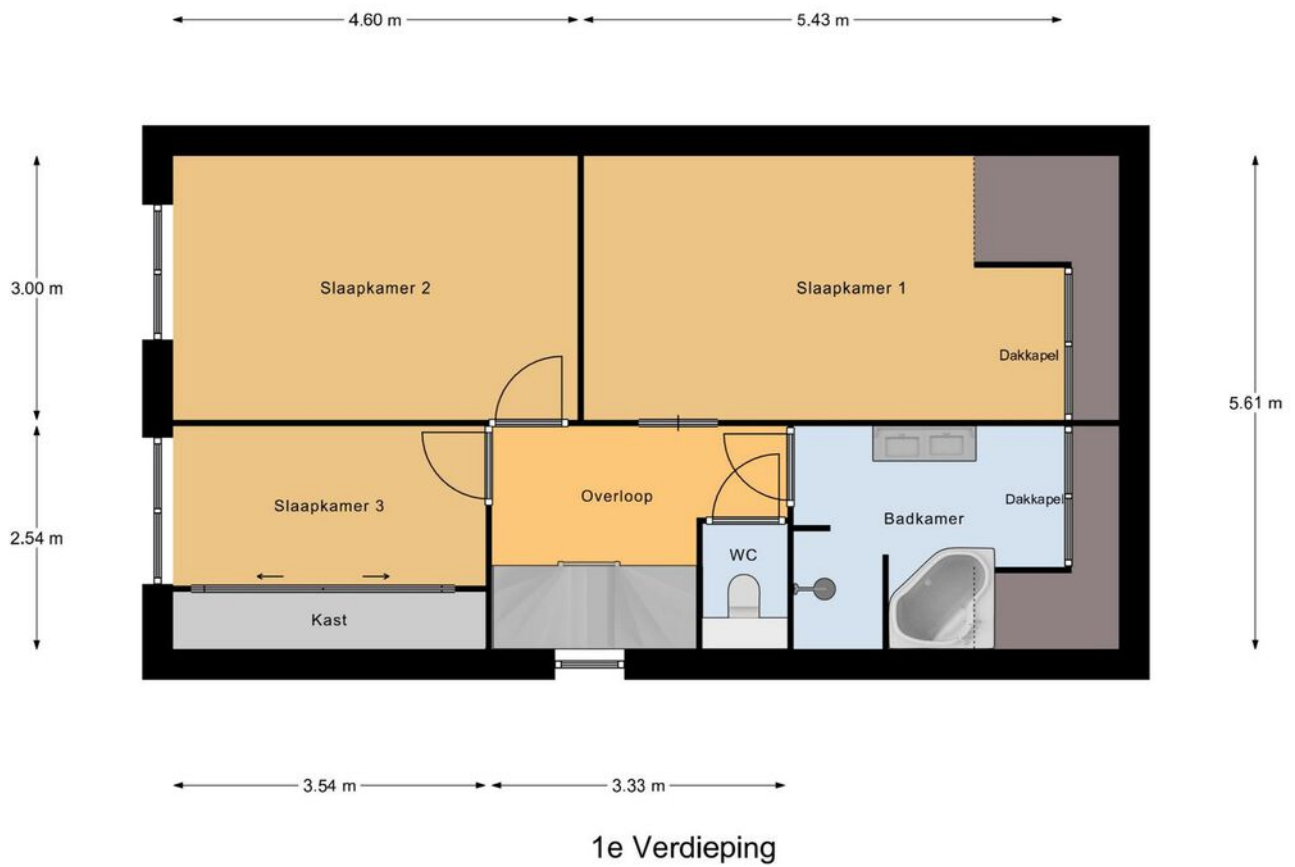 4.60 m
5.43 m
3.00 m
Slaapkamer 2
Slaapkamer 1
Dakkapel
5.61 m
2.54 m
Slaapkamer 3
Overloop
Dakkapel
Badkamer
WC
Kast
3.54 m
3.33 m
1e Verdieping